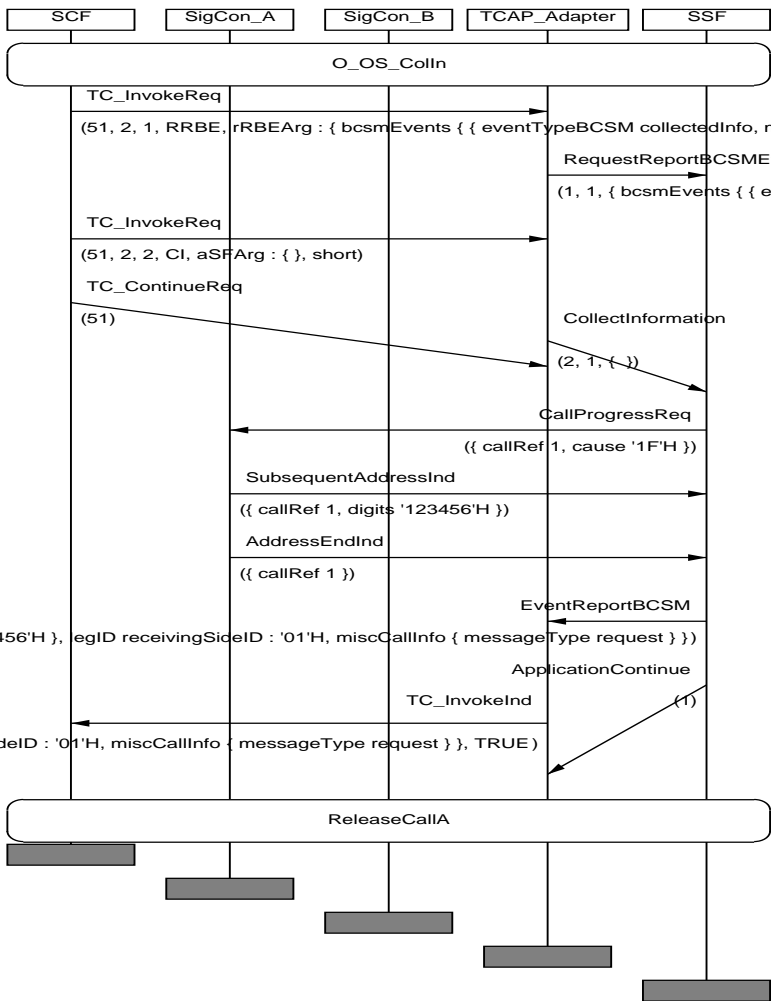 SCF SigCon_A SigCon_B TCAP_Adapter SSF
O_OS_ColIn
TC_InvokeReq
(51, 2, 1, RRBE, rRBEArg : { bcsmEvents { { eventTypeBCSM collectedInfo,
RequestReportBCSME
(1, 1, { bcsmEvents { { e
TC_InvokeReq
(51, 2, 2, CI, aSFArg : { }, short)
TC_ContinueReq
(51)
CollectInformation
(2, 1, { })
CallProgressReq
({ callRef 1, cause '1F'H })
SubsequentAddressInd
({ callRef 1, digits '123456'H })
AddressEndInd
({ callRef 1 })
EventReportBCSM
456'H }, legID receivingSideID : '01'H, miscCallInfo { messageType request } })
ApplicationContinue
(1)
TC_InvokeInd
deID : '01'H, miscCallInfo { messageType request } }, TRUE)
ReleaseCallA